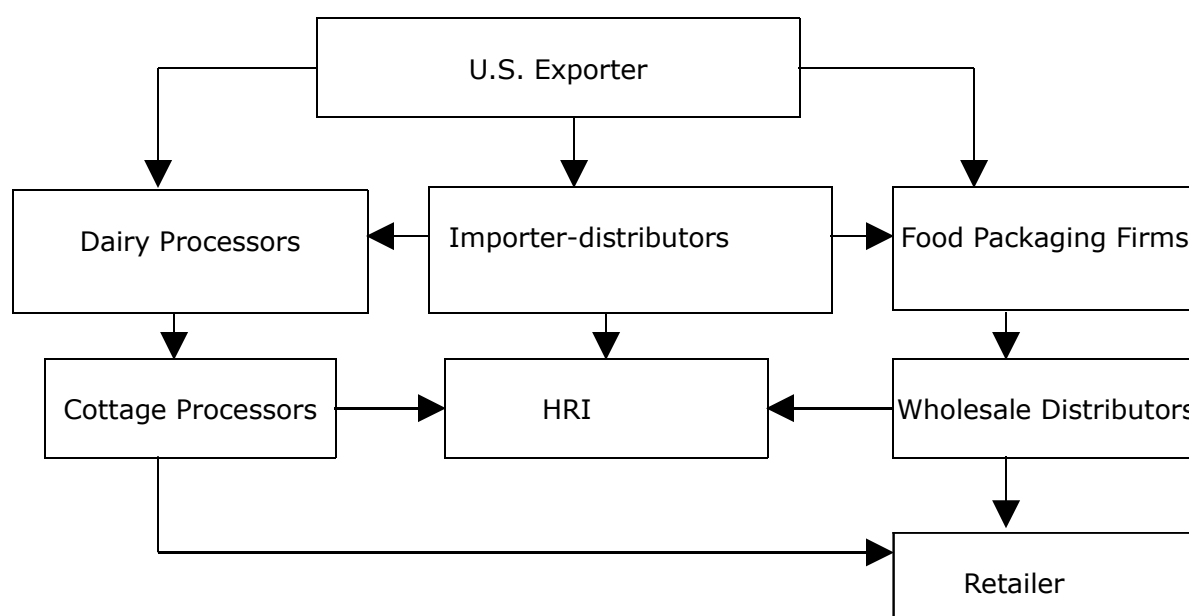 U.S. Exporter
Dairy Processors
Importer-distributors
Food Packaging Firms
Cottage Processors
HRI
Wholesale Distributors
Retailer